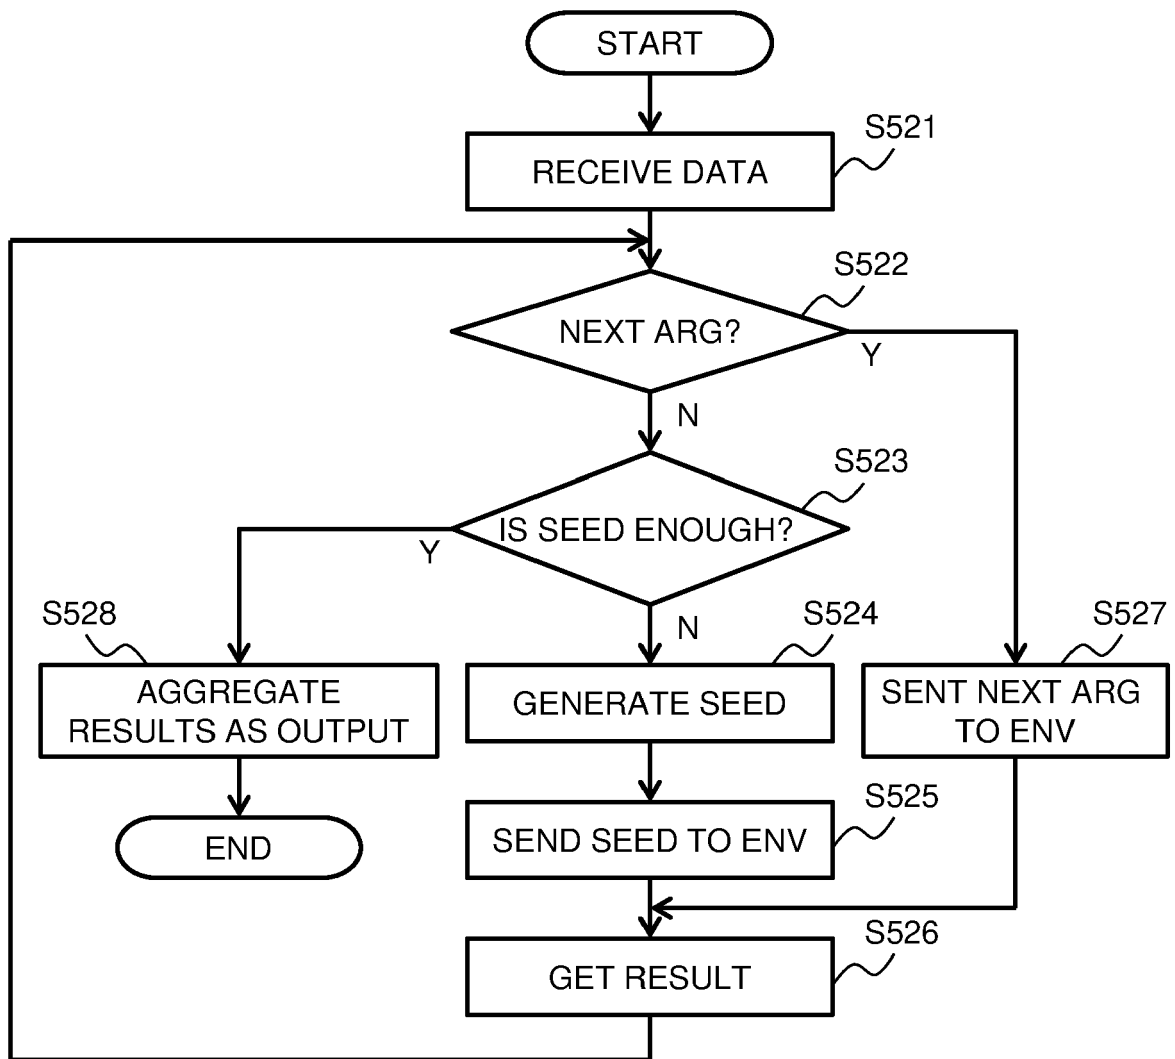 START
S521
RECEIVE DATA
S522
NEXT ARG?
Y
N
S523
IS SEED ENOUGH?
Y
N
S528
S524
S527
AGGREGATE
RESULTS AS OUTPUT
GENERATE SEED
SENT NEXT ARG
TO ENV
S525
SEND SEED TO ENV
END
S526
GET RESULT